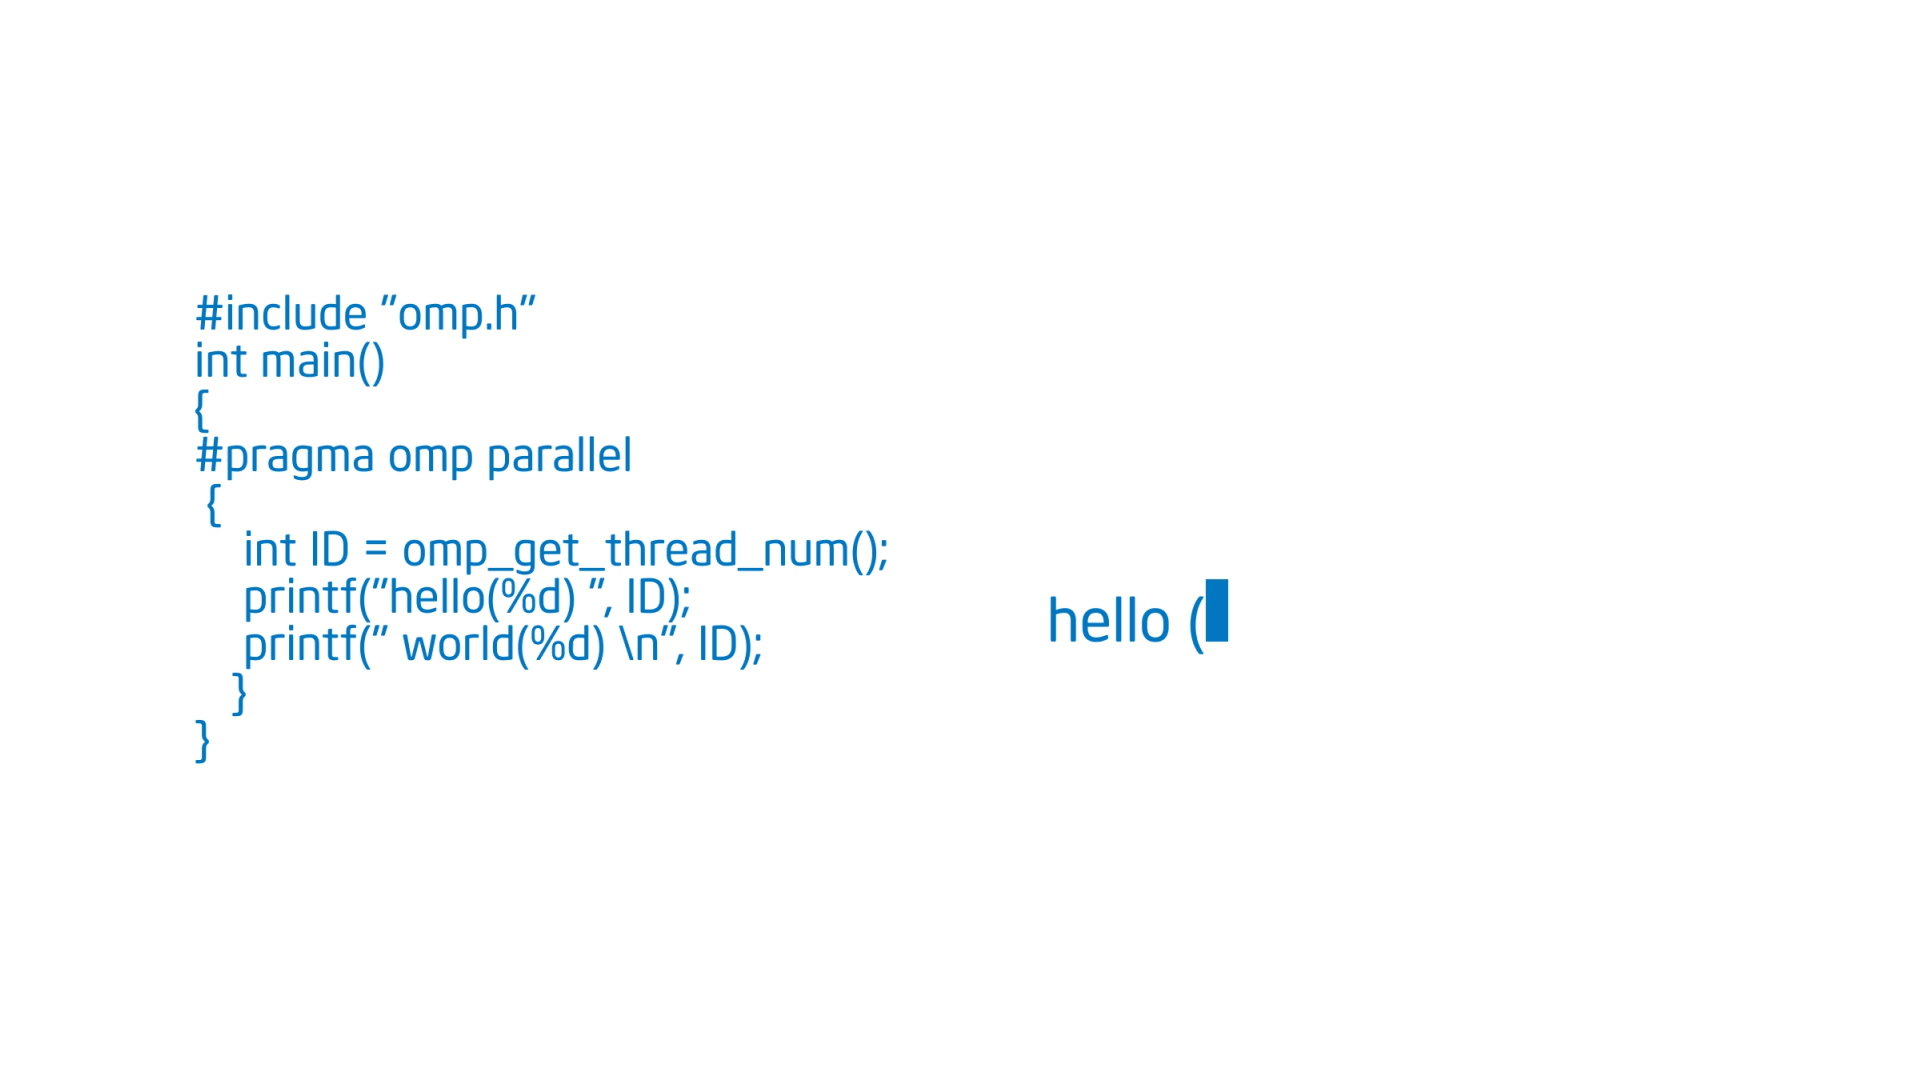 #include "omp.h"
int main()
{
#pragma omp parallel
{
int ID = omp_get_thread_num();
printf("hello(%d) ", ID);
printf(" world(%d) \n", ID);
}
}
hello (